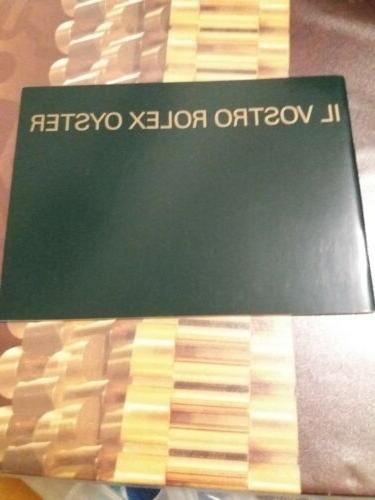 IL VOSTRO ROLEX OYSTER